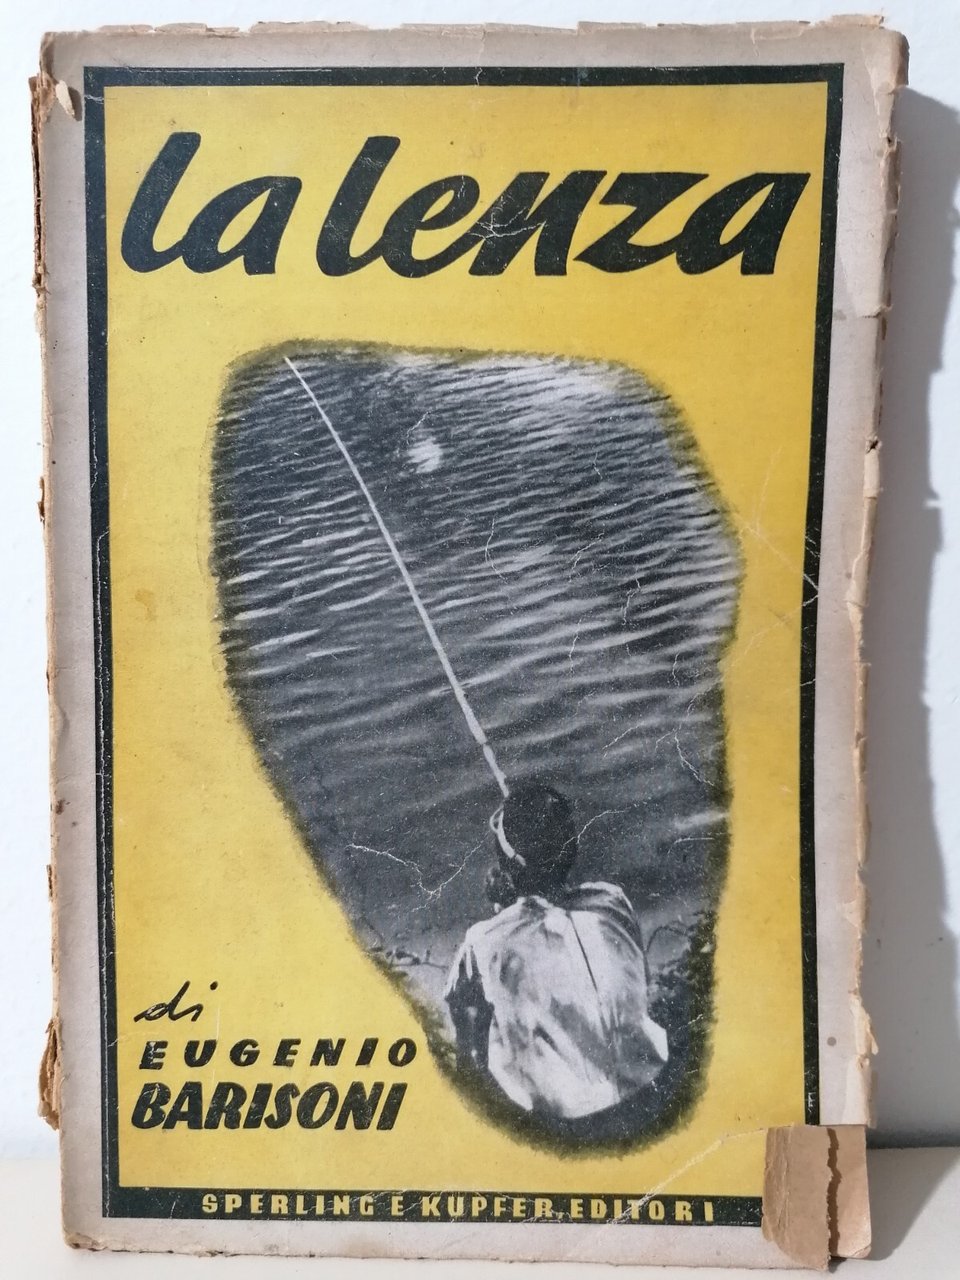 la lenza
di
EUGENIO
BARISONI
SPERLING E KUPFER, EDITORI